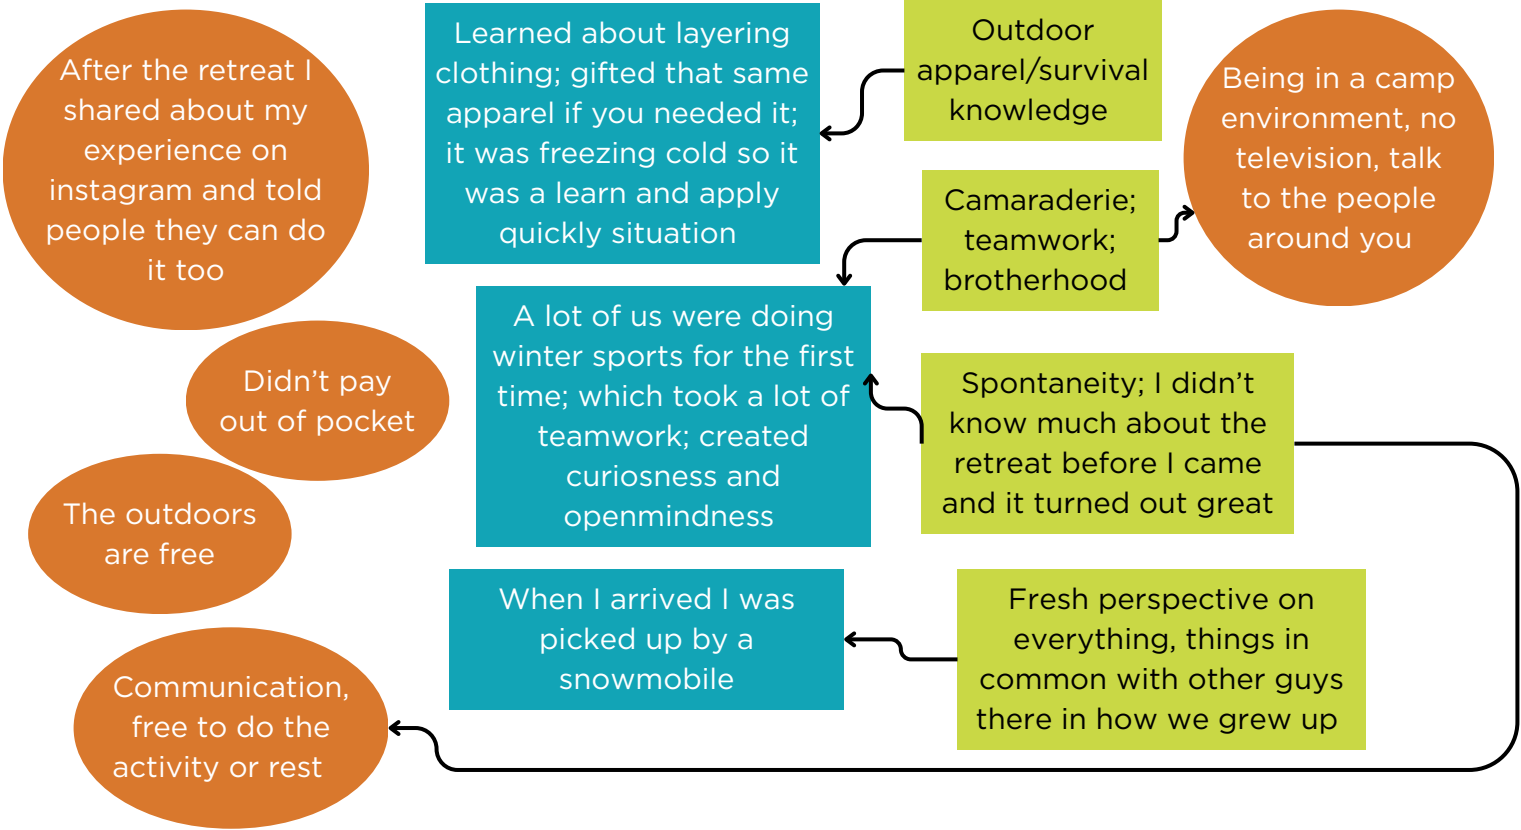 After the retreat I
shared about my
experience on
instagram and told
people they can do
it too
Learned about layering
clothing; gifted that same
apparel if you needed it;
it was freezing cold so it
was a learn and apply
quickly situation
Outdoor
apparel/survival
knowledge
Being in a camp
environment, no
television, talk
to the people
around you
Camaraderie;
teamwork;
brotherhood
A lot of us were doing
winter sports for the first
time; which took a lot of
teamwork; created
curiosness and
openmindness
Didn't pay
out of pocket
Spontaneity; I didn't
know much about the
retreat before I came
and it turned out great
The outdoors
are free
When I arrived I was
picked up by a
snowmobile
Fresh perspective on
everything, things in
common with other guys
there in how we grew up
Communication,
free to do the
activity or rest